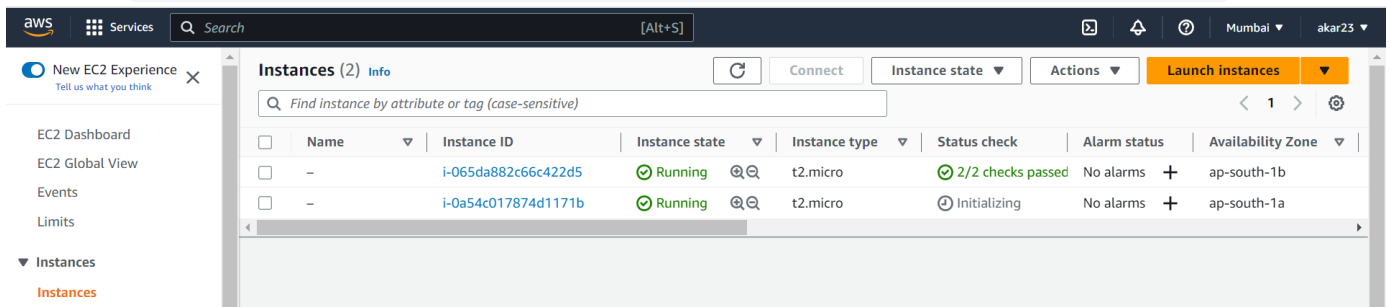 aws Services Search [Alt+S] Mumbai ▼ akar23 ▼
New EC2 Experience
Tell us what you think
EC2 Dashboard
EC2 Global View
Events
Limits
▼ Instances
Instances
Instances (2) Info Connect Instance state ▼ Actions ▼ Launch instances ▼
Find instance by attribute or tag (case-sensitive) < 1 >
Name Instance ID Instance state Instance type Status check Alarm status Availability Zone
– i-065da882c66c422d5 Running t2.micro 2/2 checks passed No alarms + ap-south-1b
– i-0a54c017874d1171b Running t2.micro Initializing No alarms + ap-south-1a